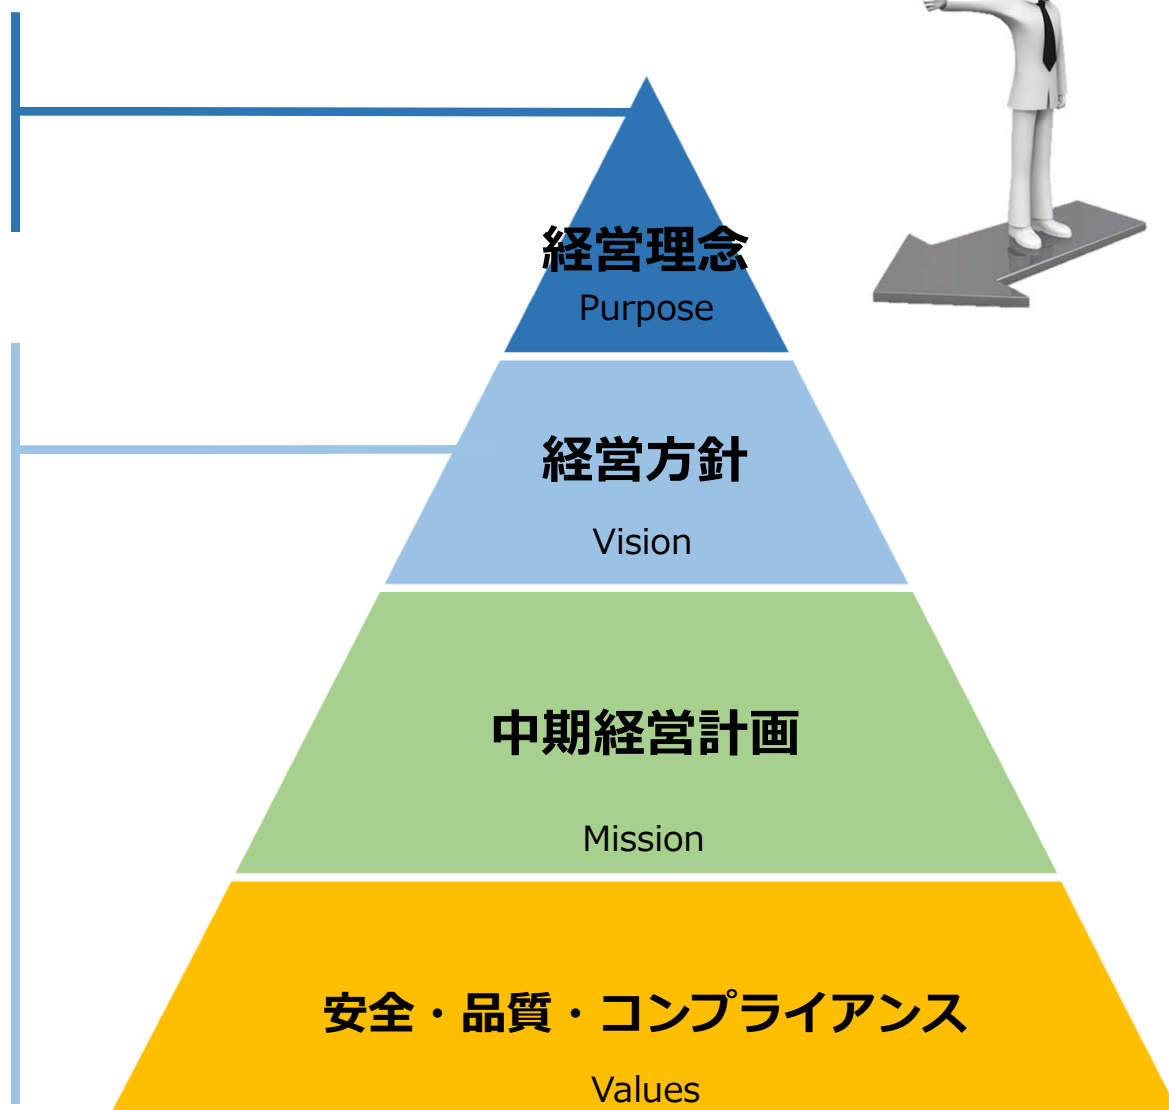 経営理念
Purpose
経営方針
Vision
中期経営計画
Mission
安全・品質・コンプライアンス
Values